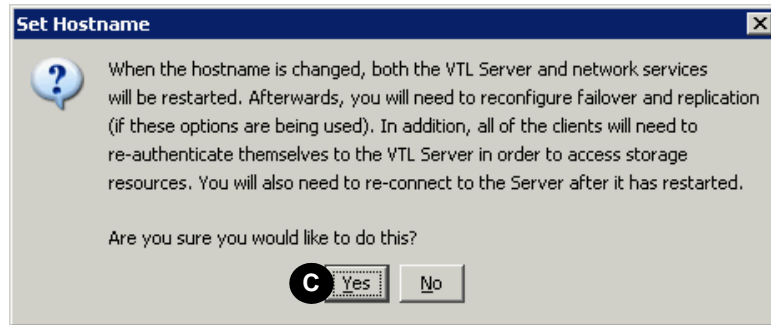 Set Hostname
When the hostname is changed, both the VTL Server and network services
will be restarted. Afterwards, you will need to reconfigure failover and replication
(if these options are being used). In addition, all of the clients will need to
re-authenticate themselves to the VTL Server in order to access storage
resources. You will also need to re-connect to the Server after it has restarted.
Are you sure you would like to do this?
C Yes No